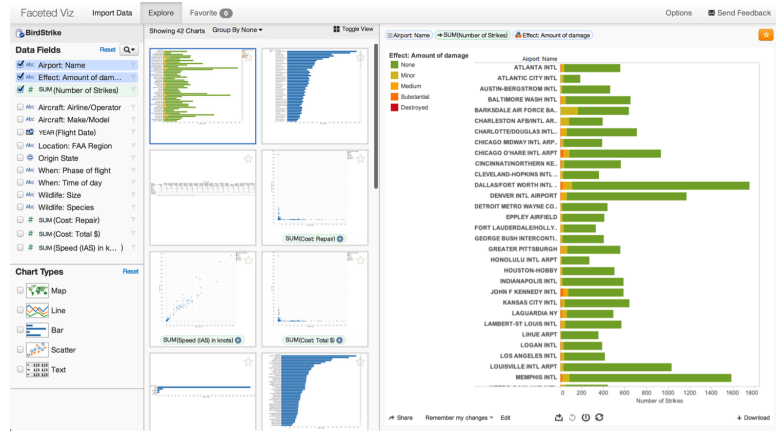 Faceted Viz
Import Data
Explore
Favorite 0
Options
Send Feedback
BirdStrike
Data Fields
Reset
Abc Airport: Name
Abc Effect: Amount of dam...
# SUM(Number of Strikes)
Abc Aircraft: Airline/Operator
Abc Aircraft: Make/Model
YEAR(Flight Date)
Abc Location: FAA Region
Origin State
Abc When: Phase of flight
Abc When: Time of day
Abc Wildlife: Size
Abc Wildlife: Species
# SUM(Cost: Repair)
# SUM(Cost: Total $)
# SUM(Speed (IAS) in k... )
Chart Types
Reset
Map
Line
Bar
Scatter
Text
Showing 42 Charts
Group By None
Toggle View
SUM(Cost: Repair)
SUM(Speed (IAS) in knots)
SUM(Cost: Total $)
Airport: Name
SUM(Number of Strikes)
Effect: Amount of damage
Effect: Amount of damage
None
Minor
Medium
Substantial
Destroyed
Airport: Name
ATLANTA INTL
ATLANTIC CITY INTL
AUSTIN-BERGSTROM INTL
BALTIMORE WASH INTL
BARKSDALE AIR FORCE BA..
CHARLESTON AFB/INTL AR..
CHARLOTTE/DOUGLAS INTL..
CHICAGO MIDWAY INTL ARP..
CHICAGO O'HARE INTL ARPT
CINCINNATI/NORTHERN KE..
CLEVELAND-HOPKINS INTL ..
DALLAS/FORT WORTH INTL ..
DENVER INTL AIRPORT
DETROIT METRO WAYNE CO..
EPPLEY AIRFIELD
FORT LAUDERDALE/HOLLY..
GEORGE BUSH INTERCONTI..
GREATER PITTSBURGH
HONOLULU INTL ARPT
HOUSTON-HOBBY
INDIANAPOLIS INTL
JOHN F KENNEDY INTL
KANSAS CITY INTL
LAGUARDIA NY
LAMBERT-ST LOUIS INTL
LIHUE ARPT
LOGAN INTL
LOS ANGELES INTL
LOUISVILLE INTL ARPT
MEMPHIS INTL
0 200 400 600 800 1000 1200 1400 1600 1800
Number of Strikes
Share
Remember my changes
Edit
Download